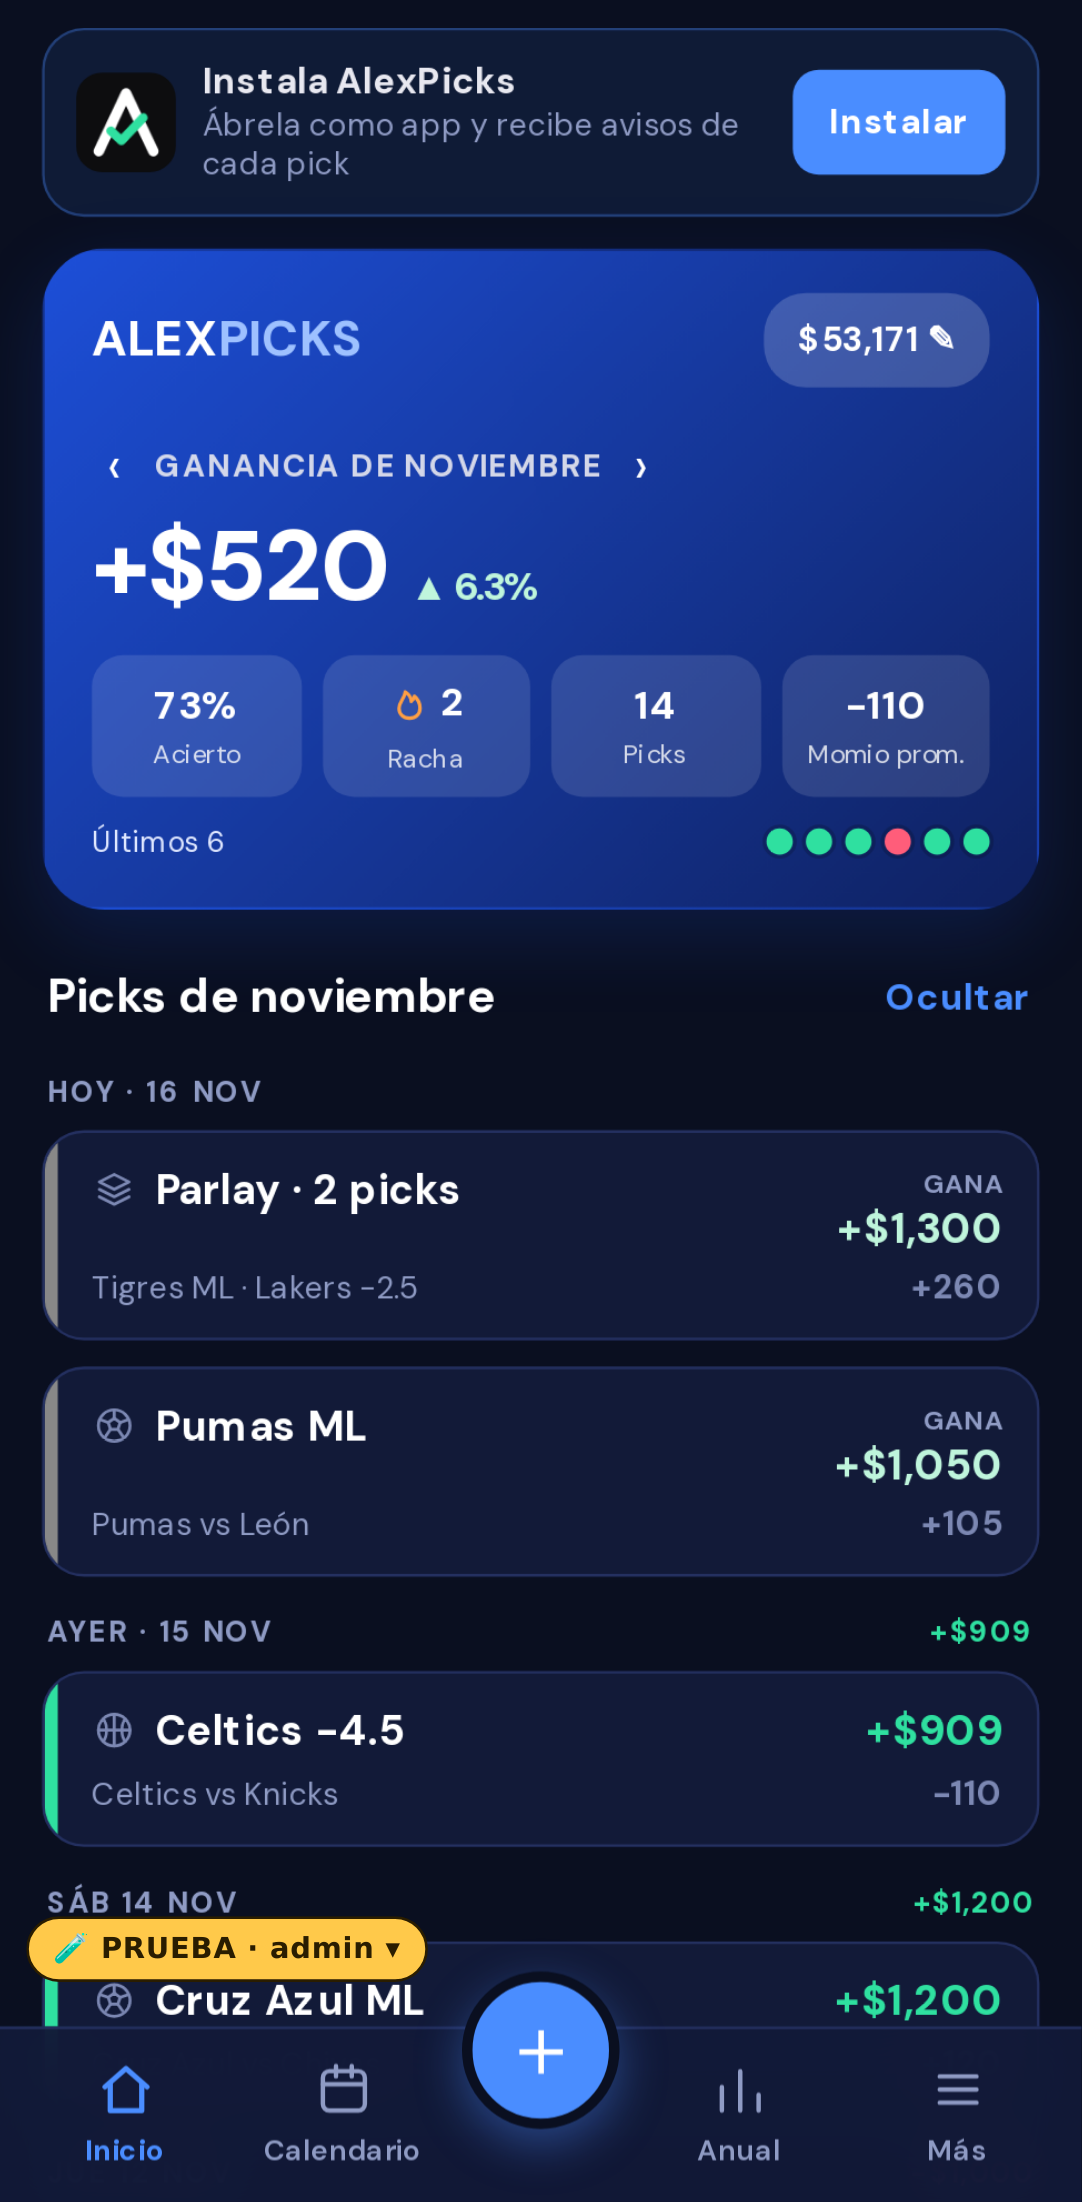 Instala AlexPicks
Ábrela como app y recibe avisos de
cada pick
Instalar
ALEXPICKS
$53,171 ✎
‹ GANANCIA DE NOVIEMBRE ›
+$520 ▲ 6.3%
73%
Acierto
2
Racha
14
Picks
-110
Momio prom.
Últimos 6
Picks de noviembre
Ocultar
HOY · 16 NOV
Parlay · 2 picks
GANA
+$1,300
Tigres ML · Lakers -2.5
+260
Pumas ML
GANA
+$1,050
Pumas vs León
+105
AYER · 15 NOV
+$909
Celtics -4.5
+$909
Celtics vs Knicks
-110
SÁB 14 NOV
+$1,200
🧪 PRUEBA · admin ▾
Cruz Azul ML
+$1,200
+
Inicio
Calendario
Anual
Más